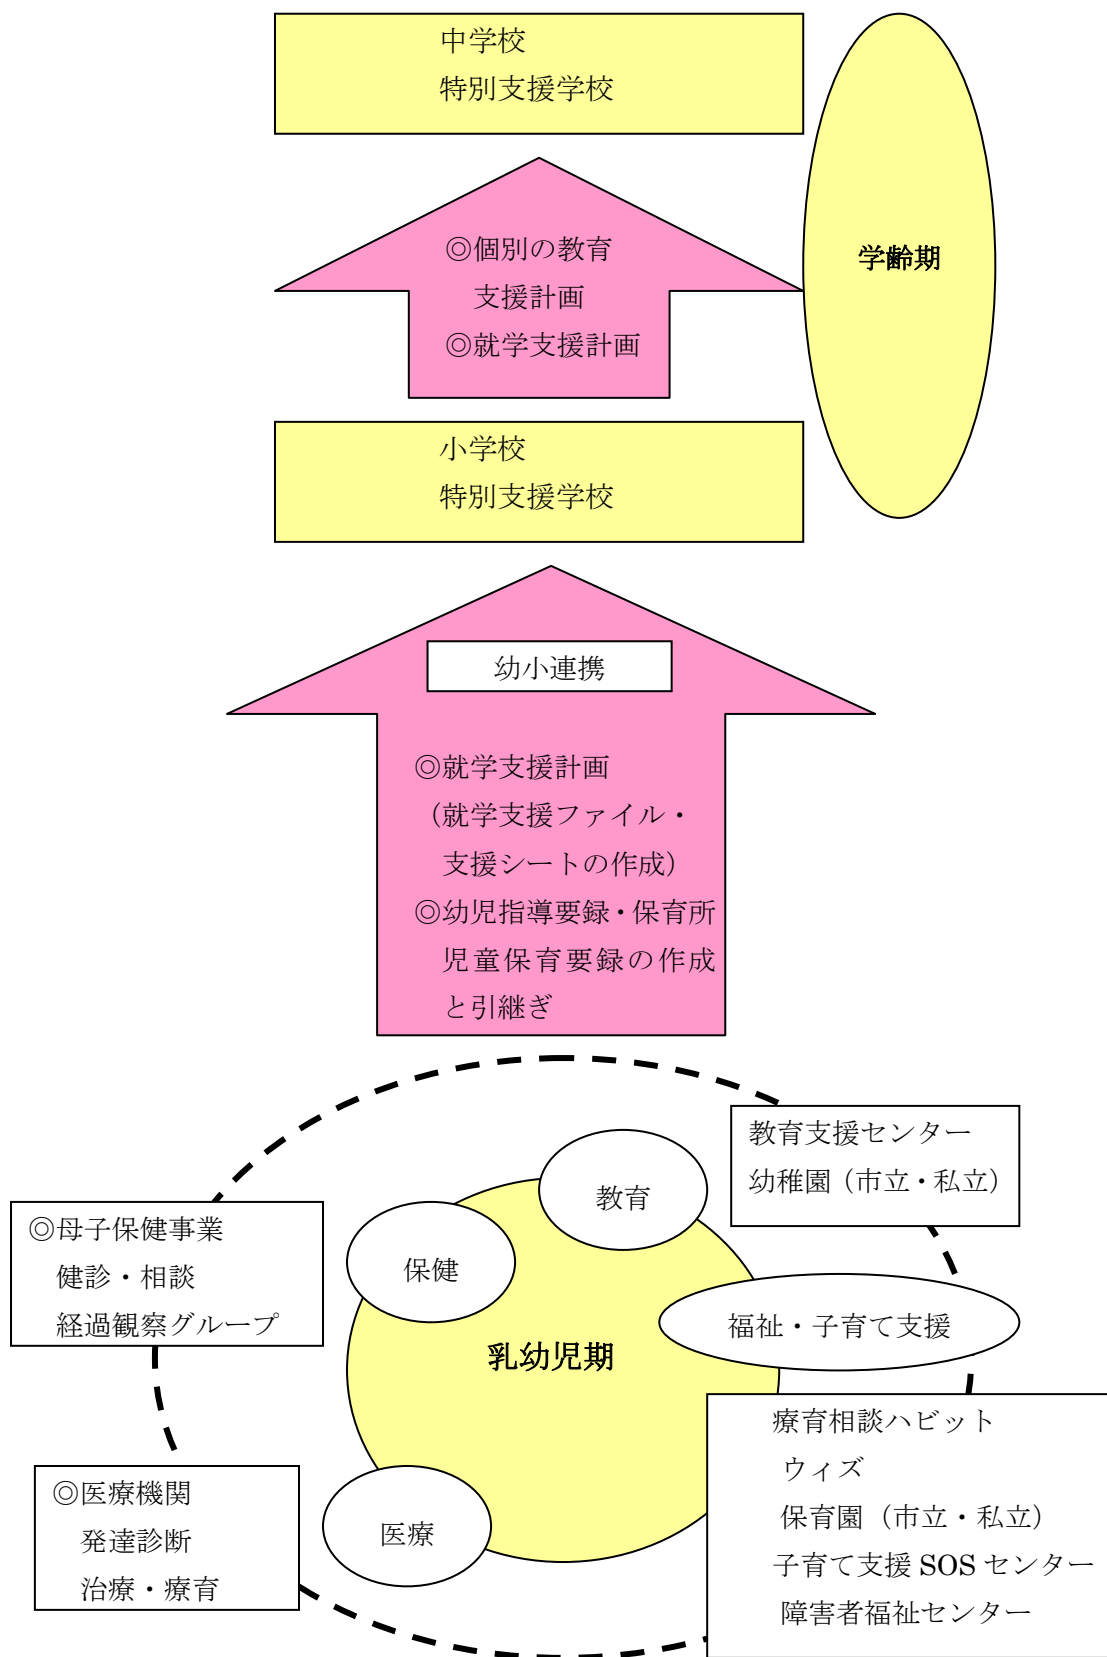 中学校
特別支援学校
学齢期
◎個別の教育
支援計画
◎就学支援計画
小学校
特別支援学校
幼小連携
◎就学支援計画
（就学支援ファイル・
支援シートの作成）
◎幼児指導要録・保育所
児童保育要録の作成
と引継ぎ
教育支援センター
幼稚園（市立・私立）
教育
◎母子保健事業
健診・相談
経過観察グループ
保健
福祉・子育て支援
乳幼児期
療育相談ハビット
ウィズ
保育園（市立・私立）
子育て支援 SOS センター
障害者福祉センター
◎医療機関
発達診断
治療・療育
医療